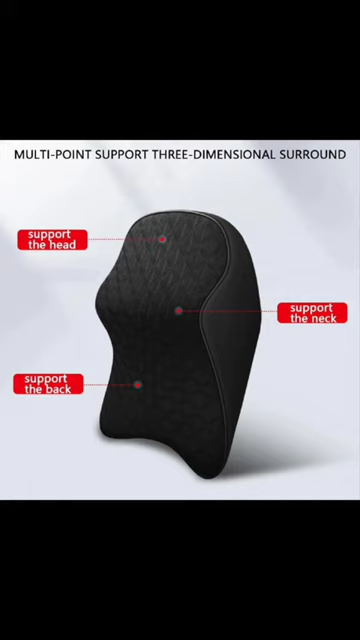 MULTI-POINT SUPPORT THREE-DIMENSIONAL SURROUND
support
the head
support
the neck
support
the back